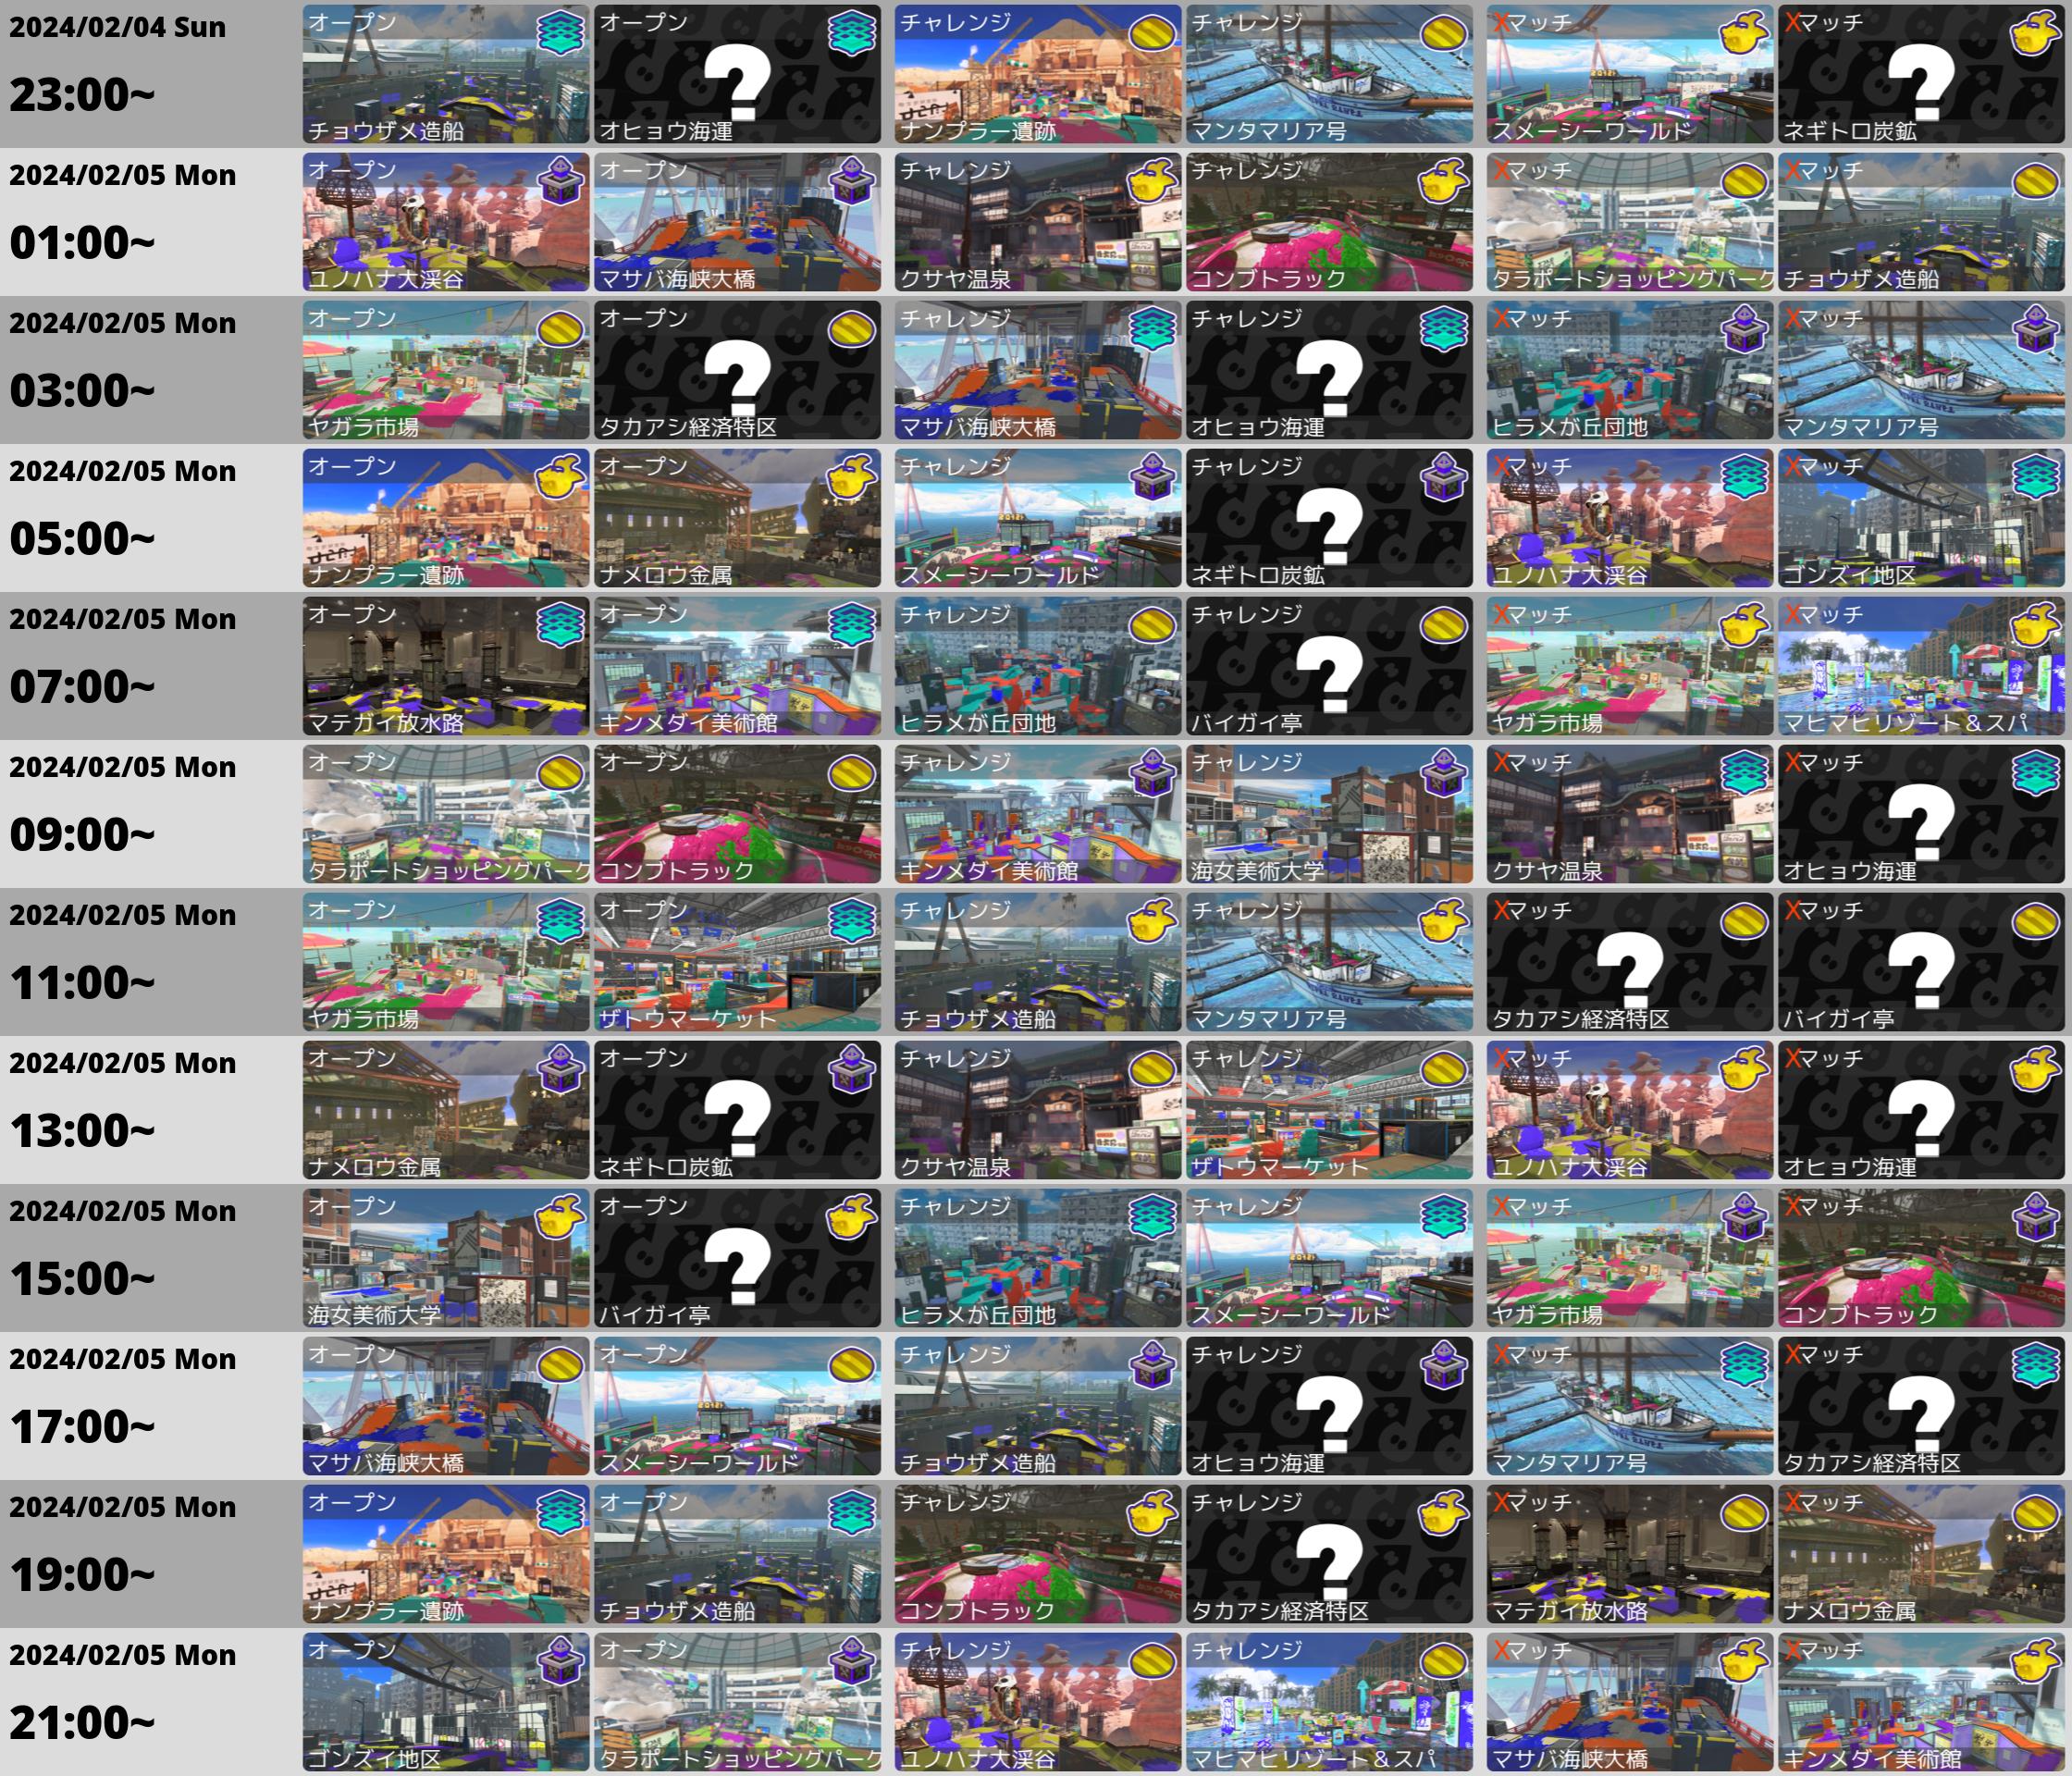 2024/02/04 Sun
23:00~
オープン
チョウザメ造船
オープン
オヒョウ海運
チャレンジ
ナンプラー遺跡
チャレンジ
マンタマリア号
Xマッチ
スメーシーワールド
Xマッチ
ネギトロ炭鉱
2024/02/05 Mon
01:00~
オープン
ユノハナ大渓谷
オープン
マサバ海峡大橋
チャレンジ
クサヤ温泉
チャレンジ
コンブトラック
Xマッチ
タラポートショッピングパーク
Xマッチ
チョウザメ造船
2024/02/05 Mon
03:00~
オープン
ヤガラ市場
オープン
タカアシ経済特区
チャレンジ
マサバ海峡大橋
チャレンジ
オヒョウ海運
Xマッチ
ヒラメが丘団地
Xマッチ
マンタマリア号
2024/02/05 Mon
05:00~
オープン
ナンプラー遺跡
オープン
ナメロウ金属
チャレンジ
スメーシーワールド
チャレンジ
ネギトロ炭鉱
Xマッチ
ユノハナ大渓谷
Xマッチ
ゴンズイ地区
2024/02/05 Mon
07:00~
オープン
マテガイ放水路
オープン
キンメダイ美術館
チャレンジ
ヒラメが丘団地
チャレンジ
バイガイ亭
Xマッチ
ヤガラ市場
Xマッチ
マヒマヒリゾート＆スパ
2024/02/05 Mon
09:00~
オープン
タラポートショッピングパーク
オープン
コンブトラック
チャレンジ
キンメダイ美術館
チャレンジ
海女美術大学
Xマッチ
クサヤ温泉
Xマッチ
オヒョウ海運
2024/02/05 Mon
11:00~
オープン
ヤガラ市場
オープン
ザトウマーケット
チャレンジ
チョウザメ造船
チャレンジ
マンタマリア号
Xマッチ
タカアシ経済特区
Xマッチ
バイガイ亭
2024/02/05 Mon
13:00~
オープン
ナメロウ金属
オープン
ネギトロ炭鉱
チャレンジ
クサヤ温泉
チャレンジ
ザトウマーケット
Xマッチ
ユノハナ大渓谷
Xマッチ
オヒョウ海運
2024/02/05 Mon
15:00~
オープン
海女美術大学
オープン
バイガイ亭
チャレンジ
ヒラメが丘団地
チャレンジ
スメーシーワールド
Xマッチ
ヤガラ市場
Xマッチ
コンブトラック
2024/02/05 Mon
17:00~
オープン
マサバ海峡大橋
オープン
スメーシーワールド
チャレンジ
チョウザメ造船
チャレンジ
オヒョウ海運
Xマッチ
マンタマリア号
Xマッチ
タカアシ経済特区
2024/02/05 Mon
19:00~
オープン
ナンプラー遺跡
オープン
チョウザメ造船
チャレンジ
コンブトラック
チャレンジ
タカアシ経済特区
Xマッチ
マテガイ放水路
Xマッチ
ナメロウ金属
2024/02/05 Mon
21:00~
オープン
ゴンズイ地区
オープン
タラポートショッピングパーク
チャレンジ
ユノハナ大渓谷
チャレンジ
マヒマヒリゾート＆スパ
Xマッチ
マサバ海峡大橋
Xマッチ
キンメダイ美術館